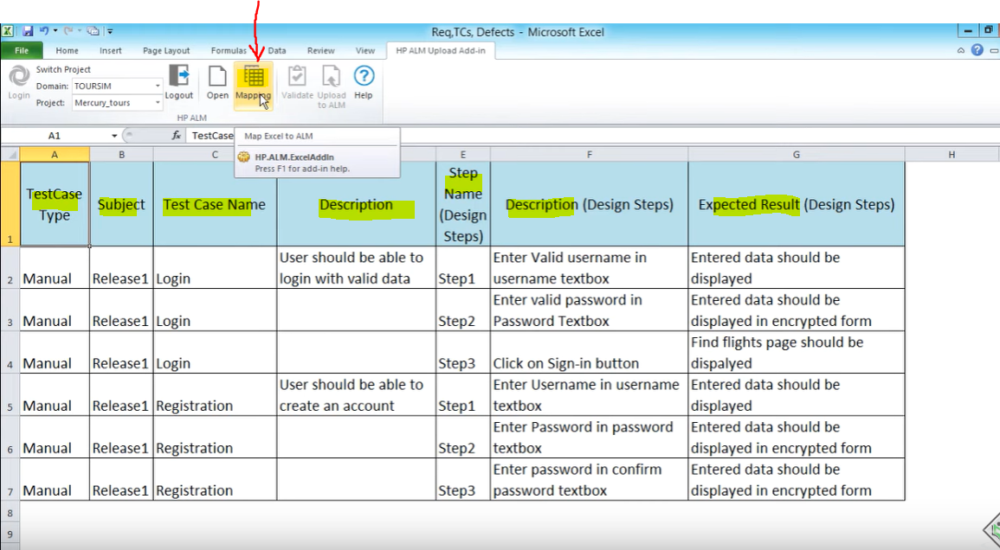 Req,TCs, Defects - Microsoft Excel
File Home Insert Page Layout Formulas Data Review View HP ALM Upload Add-in
Switch Project
Domain: TOURSIM
Project: Mercury_tours
Login Logout Open Mapping Validate Upload to ALM Help
HP ALM
A1 fx TestCase
Map Excel to ALM
HP.ALM.ExcelAddIn
Press F1 for add-in help.
A B C E F G H
1 TestCase Type Subject Test Case Name Description Step Name (Design Steps) Description (Design Steps) Expected Result (Design Steps)
2 Manual Release1 Login User should be able to login with valid data Step1 Enter Valid username in username textbox Entered data should be displayed
3 Manual Release1 Login Step2 Enter valid password in Password Textbox Entered data should be displayed in encrypted form
4 Manual Release1 Login Step3 Click on Sign-in button Find flights page should be dispalyed
5 Manual Release1 Registration User should be able to create an account Step1 Enter Username in username textbox Entered data should be displayed
6 Manual Release1 Registration Step2 Enter Password in password textbox Entered data should be displayed in encrypted form
7 Manual Release1 Registration Step3 Enter password in confirm password textbox Entered data should be displayed in encrypted form
8
9